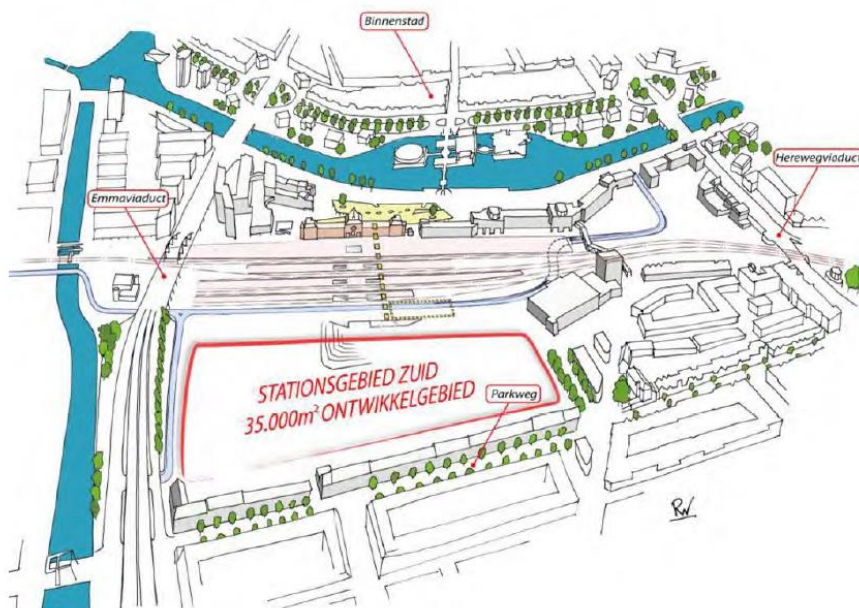 Binnenstad
Herewegviaduct
Emmaviaduct
STATIONSGEBIED ZUID
35.000m² ONTWIKKELGEBIED
Parkweg
RW